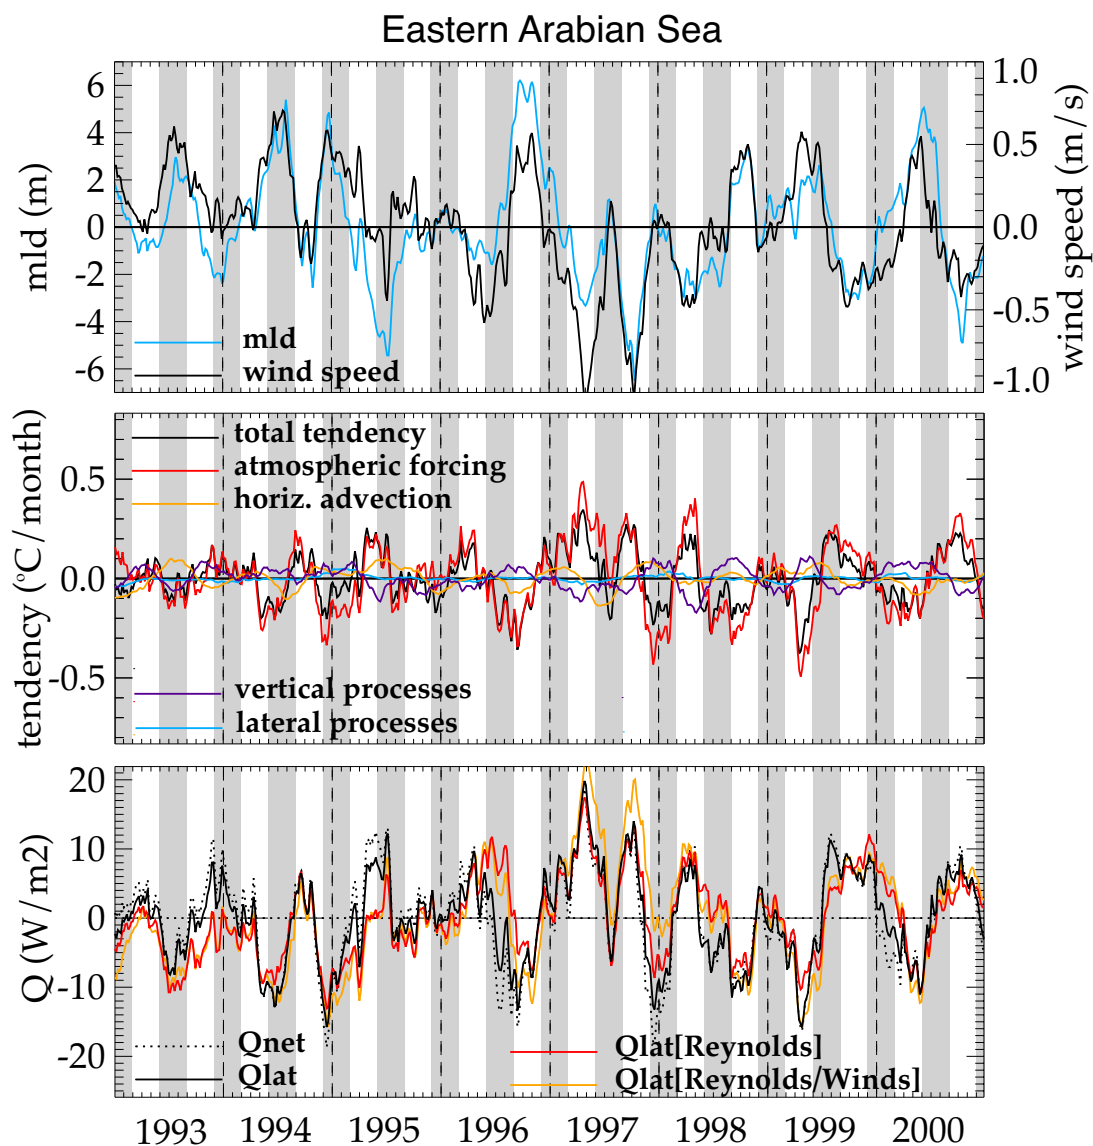 Eastern Arabian Sea
6
4
2
0
-2
-4
-6
mld (m)
1.0
0.5
0.0
-0.5
-1.0
wind speed (m/s)
mld
wind speed
total tendency
atmospheric forcing
horiz. advection
0.5
0.0
-0.5
tendency (°C/month)
vertical processes
lateral processes
20
10
0
-10
-20
Q (W/m2)
Qnet
Qlat
Qlat[Reynolds]
Qlat[Reynolds/Winds]
1993 1994 1995 1996 1997 1998 1999 2000